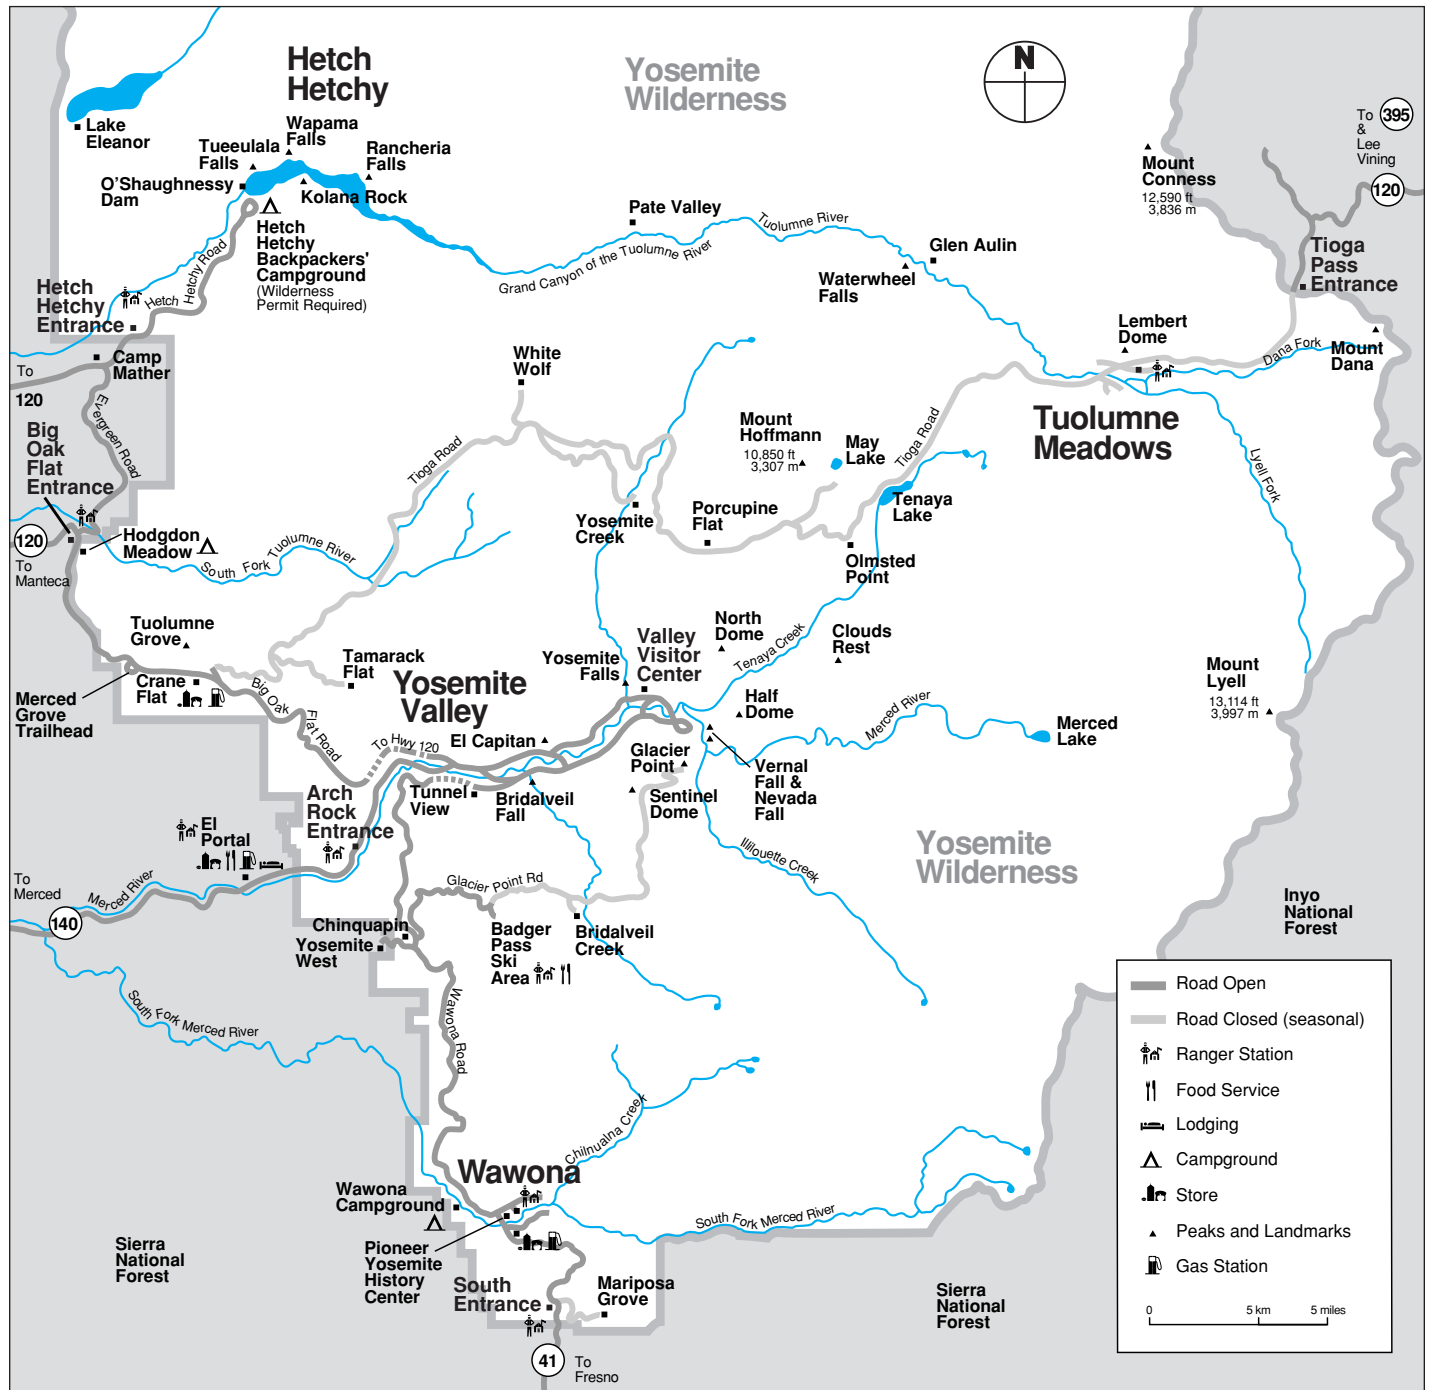 Hetch
Hetchy
Yosemite
Wilderness
N
To
&
Lee
Vining
395
120
Lake
Eleanor
Tueeulala
Falls
Wapama
Falls
Rancheria
Falls
O'Shaughnessy
Dam
Kolana Rock
Hetch
Hetchy
Backpackers'
Campground
(Wilderness
Permit Required)
Hetch Hetchy Road
Hetch
Hetchy
Entrance
Pate Valley
Tuolumne River
Grand Canyon of the Tuolumne River
Glen Aulin
Waterwheel
Falls
Mount
Conness
12,590 ft
3,836 m
Tioga
Pass
Entrance
Lembert
Dome
Dana Fork
Mount
Dana
Camp
Mather
To
120
Evergreen Road
Big
Oak
Flat
Entrance
White
Wolf
Tioga Road
Mount
Hoffmann
10,850 ft
3,307 m
May
Lake
Tioga Road
Tuolumne
Meadows
Lyell Fork
Tenaya
Lake
Yosemite
Creek
Porcupine
Flat
Olmsted
Point
120
To
Manteca
Hodgdon
Meadow
South Fork Tuolumne River
Tuolumne
Grove
Crane
Flat
Merced
Grove
Trailhead
Tamarack
Flat
Big Oak Flat Road
Yosemite
Valley
To Hwy 120
El Capitan
Yosemite
Falls
Valley
Visitor
Center
North
Dome
Tenaya Creek
Clouds
Rest
Half
Dome
Merced River
Merced
Lake
Mount
Lyell
13,114 ft
3,997 m
Glacier
Point
Sentinel
Dome
Vernal
Fall &
Nevada
Fall
Tunnel
View
Bridalveil
Fall
Arch
Rock
Entrance
El
Portal
To
Merced
Merced River
140
Illilouette Creek
Yosemite
Wilderness
Glacier Point Rd
Chinquapin
Yosemite
West
Badger
Pass
Ski
Area
Bridalveil
Creek
Inyo
National
Forest
Wawona Road
South Fork Merced River
Chilnualna Creek
Wawona
Wawona
Campground
Pioneer
Yosemite
History
Center
South Fork Merced River
South
Entrance
Mariposa
Grove
Sierra
National
Forest
Sierra
National
Forest
41
To
Fresno
Road Open
Road Closed (seasonal)
Ranger Station
Food Service
Lodging
Campground
Store
Peaks and Landmarks
Gas Station
0
5 km
5 miles